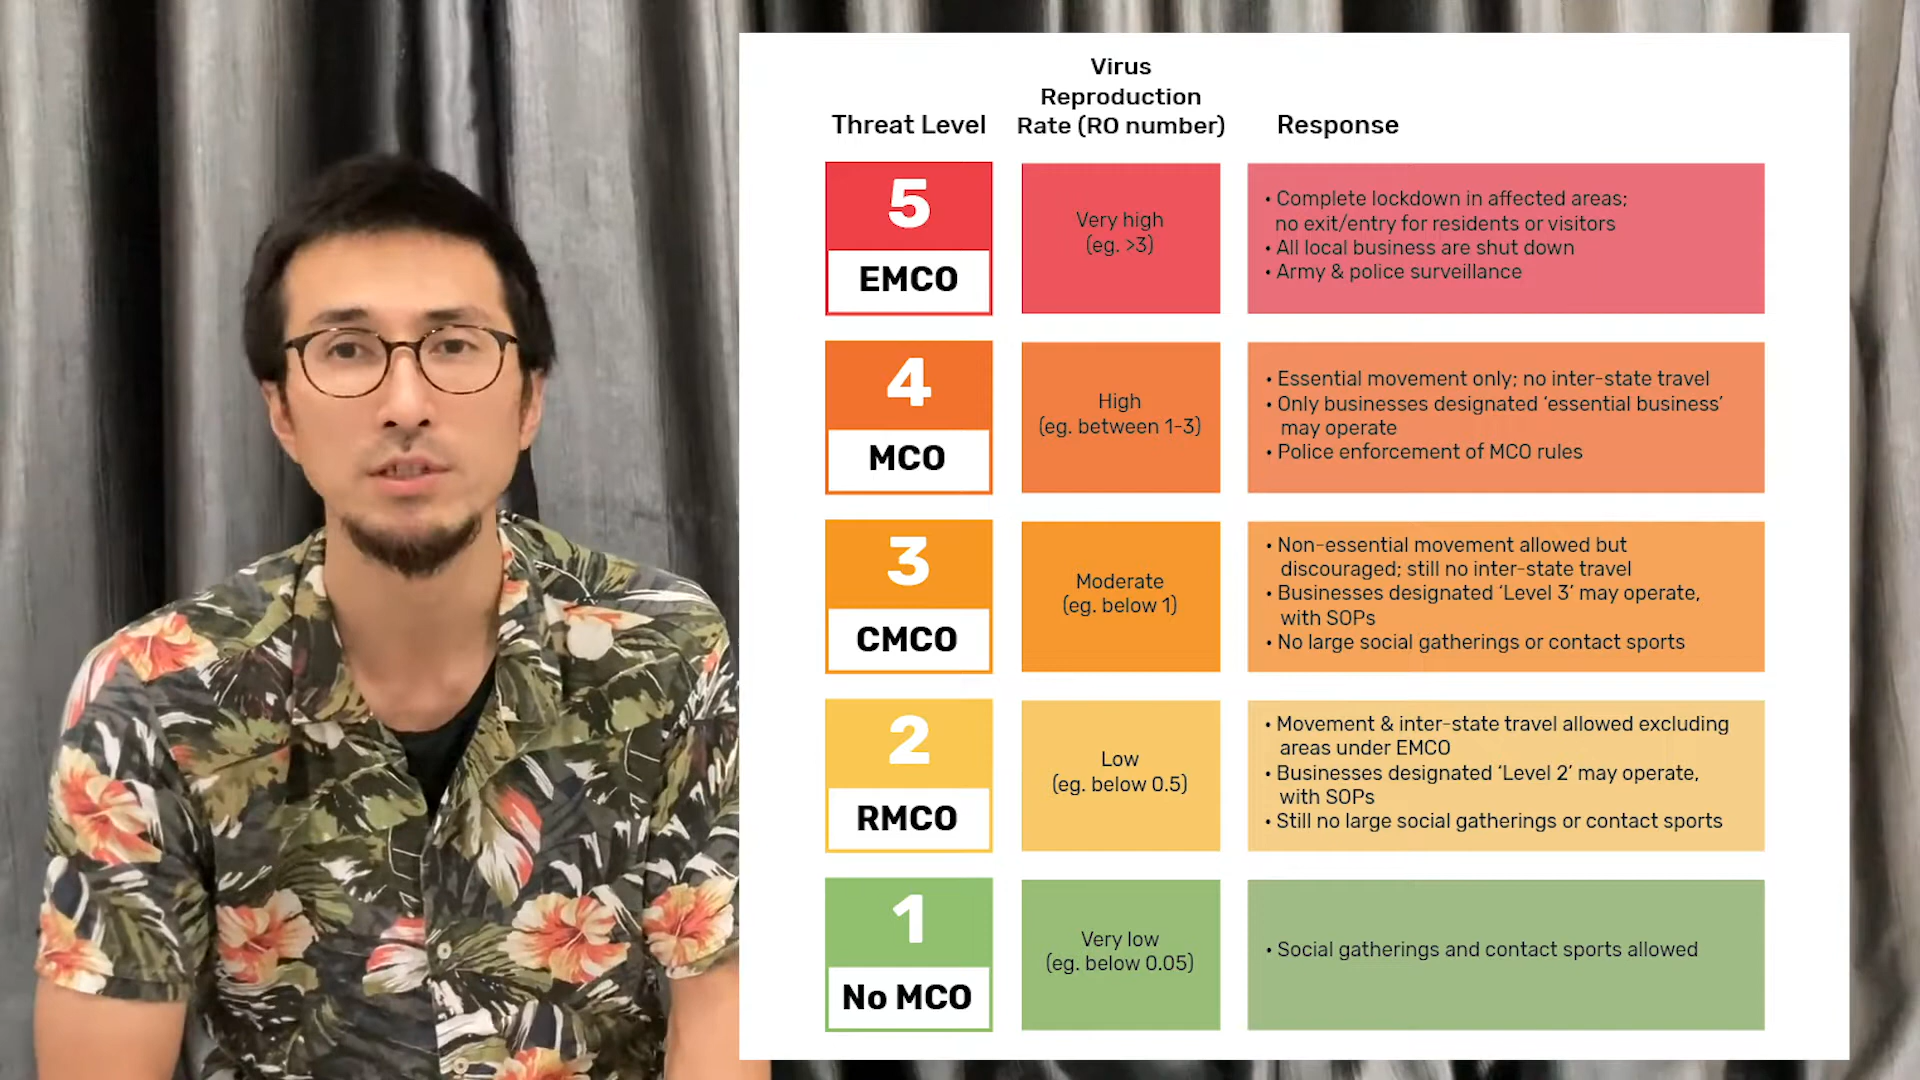 Virus
Reproduction
Threat Level Rate (R0 number) Response
5
EMCO
Very high
(eg. >3)
• Complete lockdown in affected areas;
no exit/entry for residents or visitors
• All local business are shut down
• Army & police surveillance
4
MCO
High
(eg. between 1-3)
• Essential movement only; no inter-state travel
• Only businesses designated ‘essential business’
may operate
• Police enforcement of MCO rules
3
CMCO
Moderate
(eg. below 1)
• Non-essential movement allowed but
discouraged; still no inter-state travel
• Businesses designated ‘Level 3’ may operate,
with SOPs
• No large social gatherings or contact sports
2
RMCO
Low
(eg. below 0.5)
• Movement & inter-state travel allowed excluding
areas under EMCO
• Businesses designated ‘Level 2’ may operate,
with SOPs
• Still no large social gatherings or contact sports
1
No MCO
Very low
(eg. below 0.05)
• Social gatherings and contact sports allowed